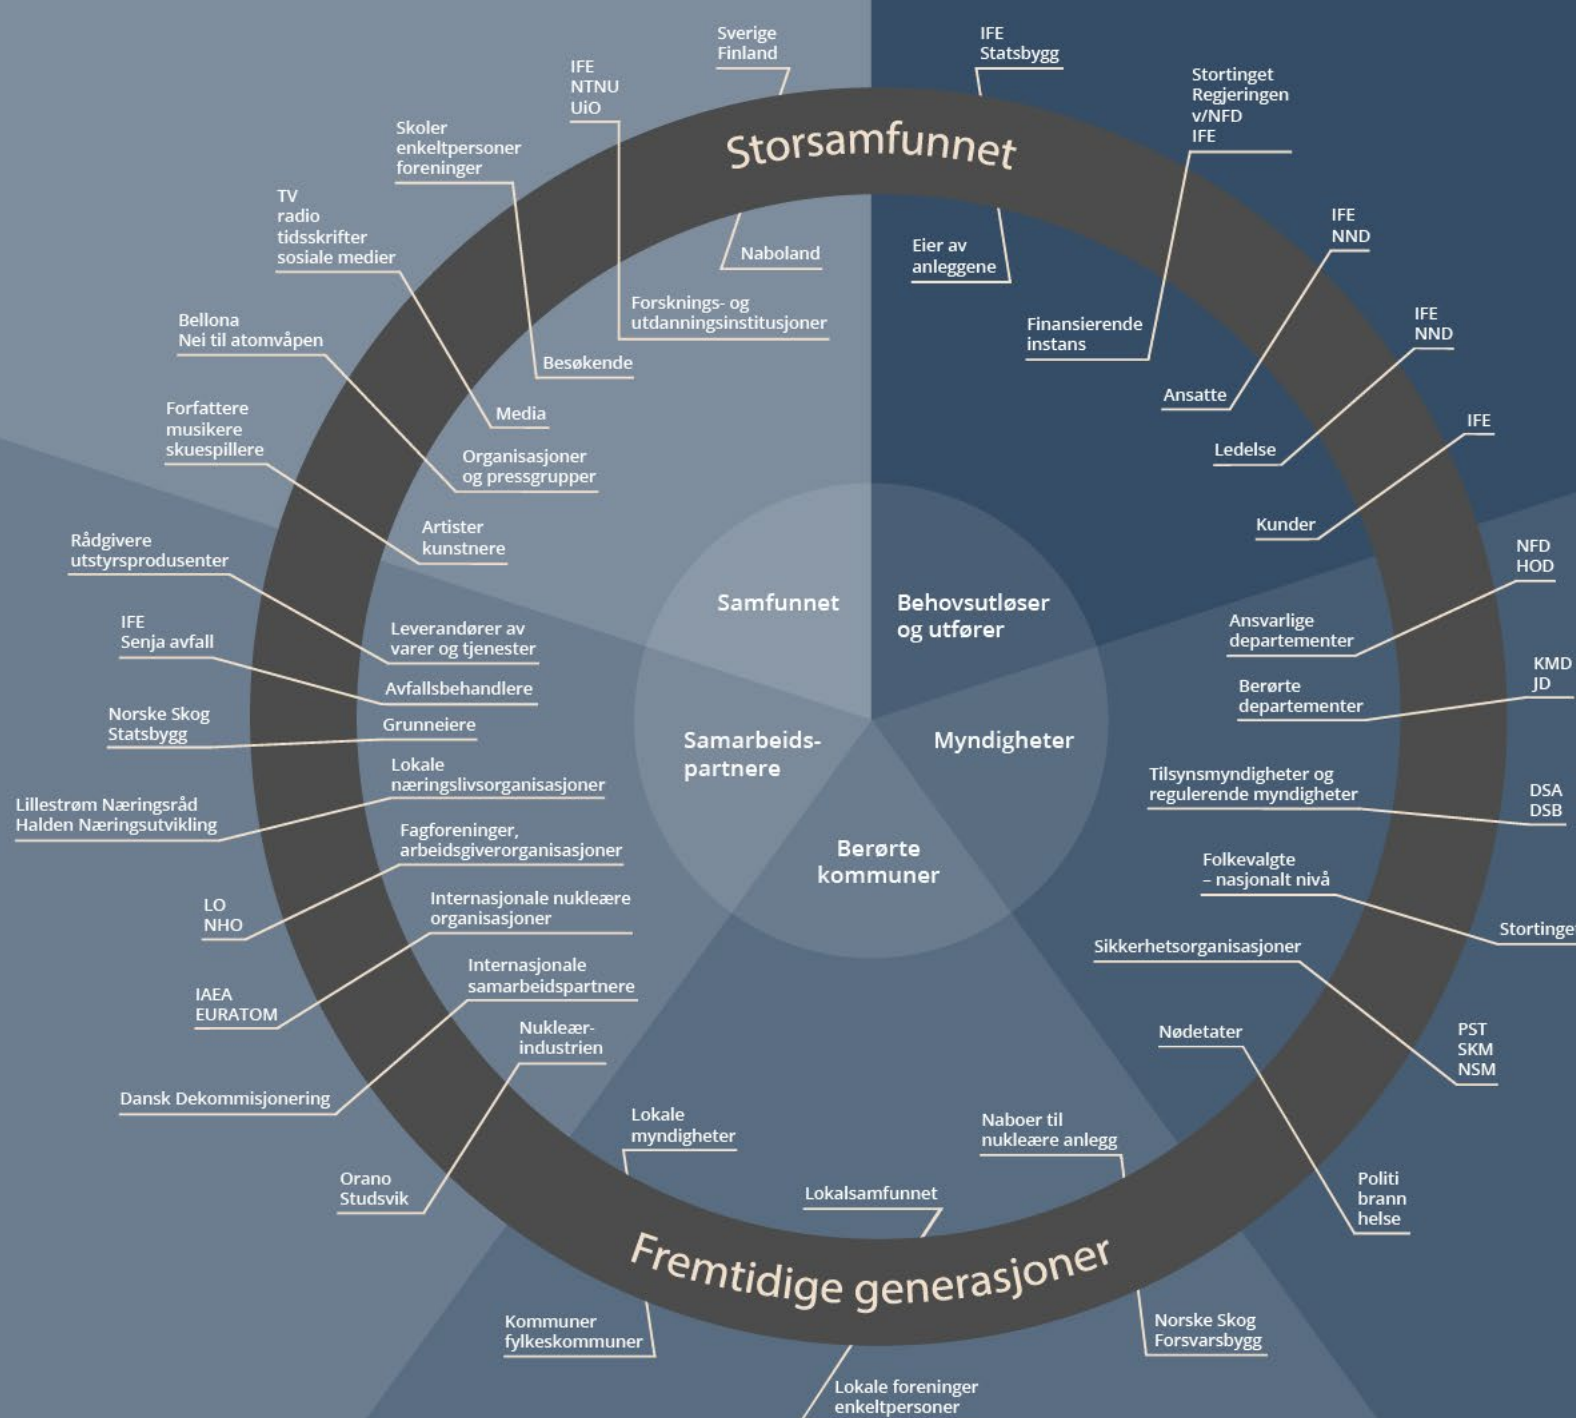 Sverige
Finland
IFE
Statsbygg
IFE
NTNU
UiO
Stortinget
Regjeringen
v/NFD
IFE
Skoler
enkeltpersoner
foreninger
Storsamfunnet
TV
radio
tidsskrifter
sosiale medier
IFE
NND
Naboland
Eier av
anleggene
Forsknings- og
utdanningsinstitusjoner
Finansierende
instans
IFE
NND
Bellona
Nei til atomvåpen
Besøkende
Ansatte
Media
Forfattere
musikere
skuespillere
IFE
Ledelse
Organisasjoner
og pressgrupper
Artister
kunstnere
Kunder
Rådgivere
utstyrsprodusenter
NFD
HOD
Samfunnet
Behovsutløser
og utfører
IFE
Senja avfall
Leverandører av
varer og tjenester
Ansvarlige
departementer
Avfallsbehandlere
Berørte
departementer
KMD
JD
Norske Skog
Statsbygg
Grunneiere
Samarbeids-
partnere
Myndigheter
Lokale
næringslivsorganisasjoner
Tilsynsmyndigheter og
regulerende myndigheter
DSA
DSB
Lillestrøm Næringsråd
Halden Næringsutvikling
Fagforeninger,
arbeidsgiverorganisasjoner
Berørte
kommuner
Folkevalgte
– nasjonalt nivå
LO
NHO
Internasjonale nukleære
organisasjoner
Stortinget
Sikkerhetsorganisasjoner
Internasjonale
samarbeidspartnere
IAEA
EURATOM
Nukleær-
industrien
Nødetater
PST
SKM
NSM
Dansk Dekommisjonering
Lokale
myndigheter
Naboer til
nukleære anlegg
Orano
Studsvik
Lokalsamfunnet
Politi
brann
helse
Fremtidige generasjoner
Kommuner
fylkeskommuner
Norske Skog
Forsvarsbygg
Lokale foreninger
enkeltpersoner